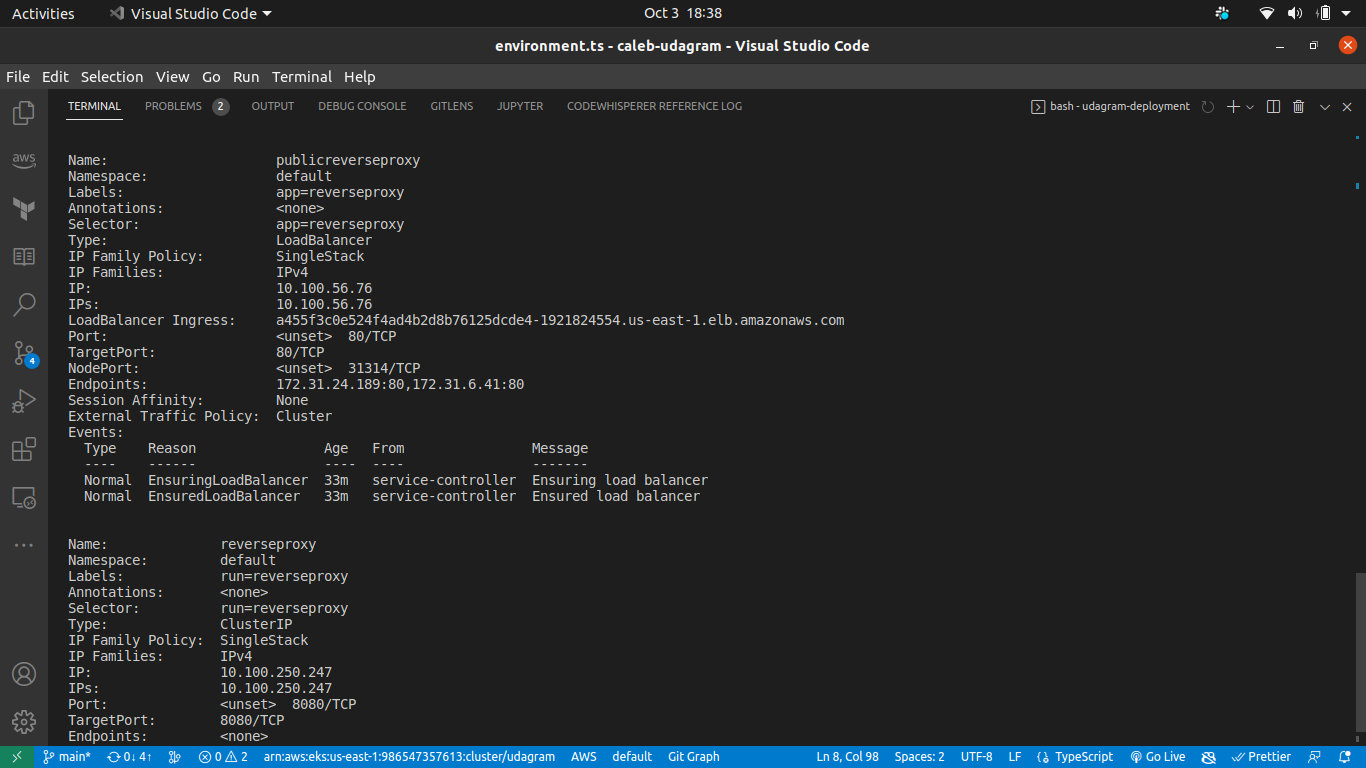 Activities Visual Studio Code Oct 3 18:38
environment.ts - caleb-udagram - Visual Studio Code
File Edit Selection View Go Run Terminal Help
TERMINAL PROBLEMS 2 OUTPUT DEBUG CONSOLE GITLENS JUPYTER CODEWHISPERER REFERENCE LOG bash - udagram-deployment
aws
4
Name: publicreverseproxy
Namespace: default
Labels: app=reverseproxy
Annotations: <none>
Selector: app=reverseproxy
Type: LoadBalancer
IP Family Policy: SingleStack
IP Families: IPv4
IP: 10.100.56.76
IPs: 10.100.56.76
LoadBalancer Ingress: a455f3c0e524f4ad4b2d8b76125dcde4-1921824554.us-east-1.elb.amazonaws.com
Port: <unset> 80/TCP
TargetPort: 80/TCP
NodePort: <unset> 31314/TCP
Endpoints: 172.31.24.189:80,172.31.6.41:80
Session Affinity: None
External Traffic Policy: Cluster
Events:
Type Reason Age From Message
---- ------ ---- ---- -------
Normal EnsuringLoadBalancer 33m service-controller Ensuring load balancer
Normal EnsuredLoadBalancer 33m service-controller Ensured load balancer
Name: reverseproxy
Namespace: default
Labels: run=reverseproxy
Annotations: <none>
Selector: run=reverseproxy
Type: ClusterIP
IP Family Policy: SingleStack
IP Families: IPv4
IP: 10.100.250.247
IPs: 10.100.250.247
Port: <unset> 8080/TCP
TargetPort: 8080/TCP
Endpoints: <none>
main* 0↓ 4↑ 0 2 arn:aws:eks:us-east-1:986547357613:cluster/udagram AWS default Git Graph Ln 8, Col 98 Spaces: 2 UTF-8 LF {} TypeScript Go Live Prettier